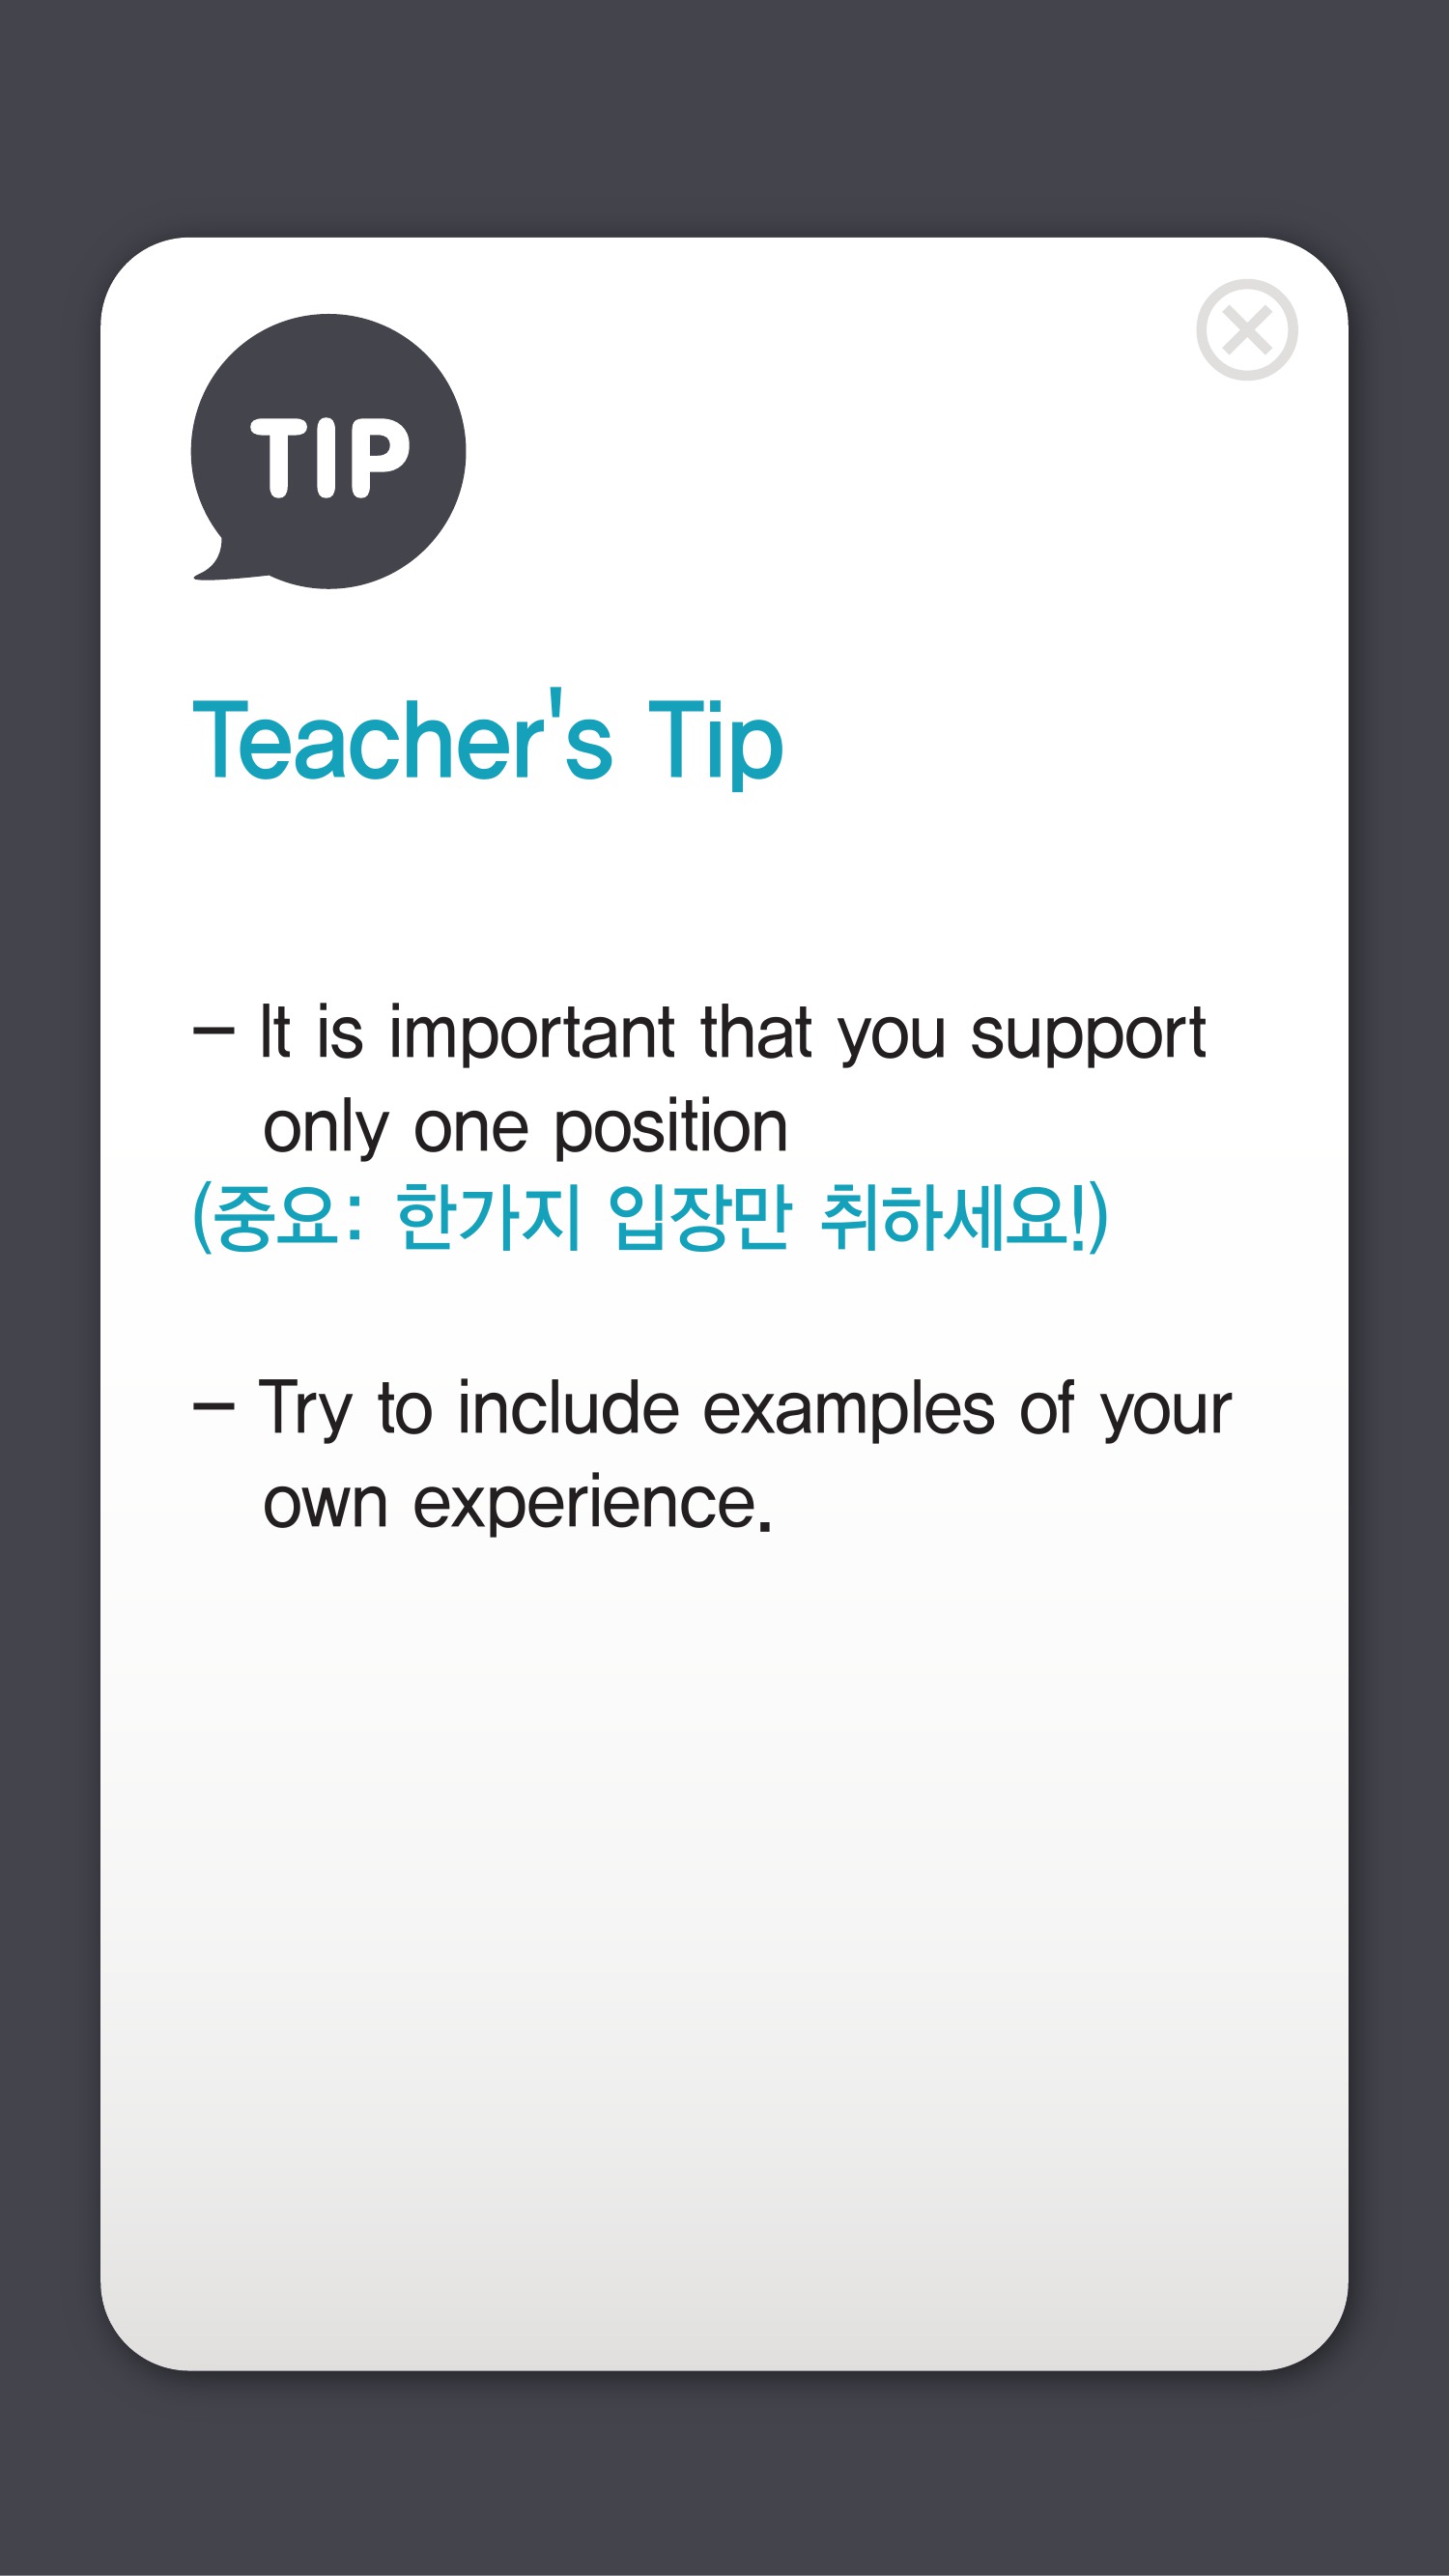 TIP
Teacher's Tip
- It is important that you support
only one position
(중요: 한가지 입장만 취하세요!)
- Try to include examples of your
own experience.